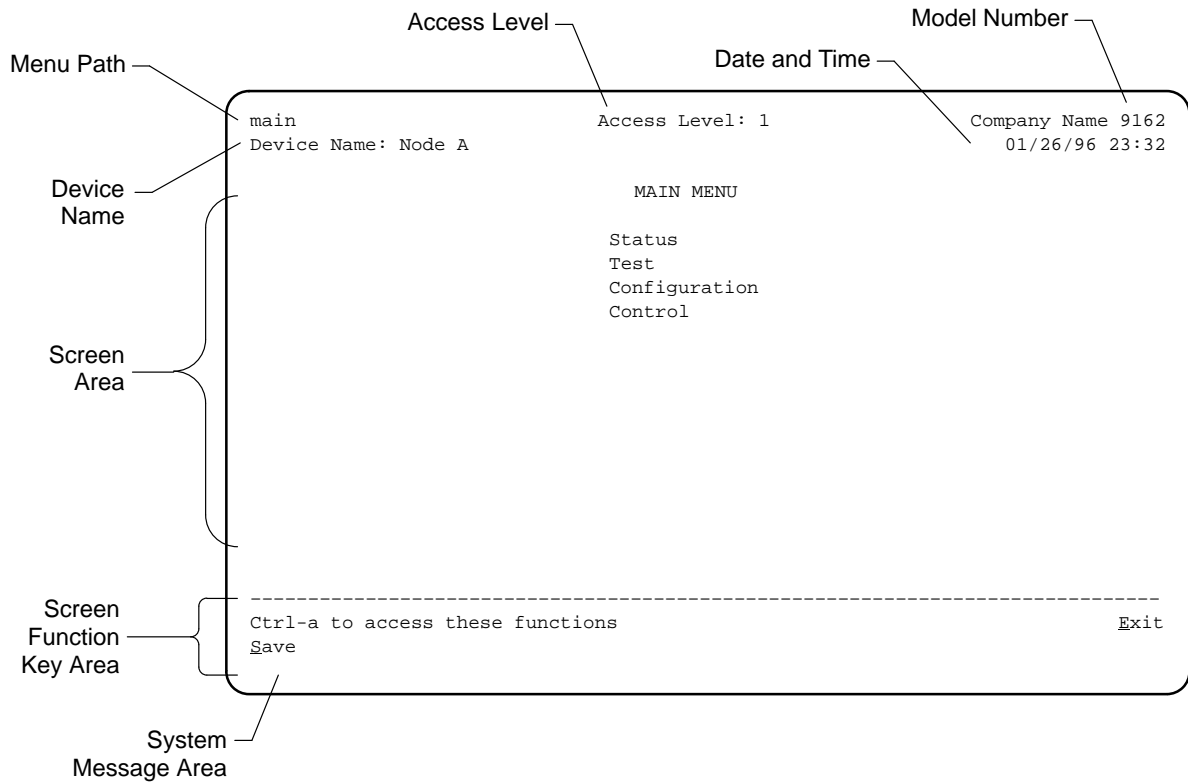 Access Level
Model Number
Menu Path
Date and Time
main Access Level: 1 Company Name 9162
Device Name: Node A 01/26/96 23:32
Device
Name
MAIN MENU
Status
Test
Configuration
Control
Screen
Area
Screen
Function
Key Area
Ctrl-a to access these functions Exit
Save
System
Message Area